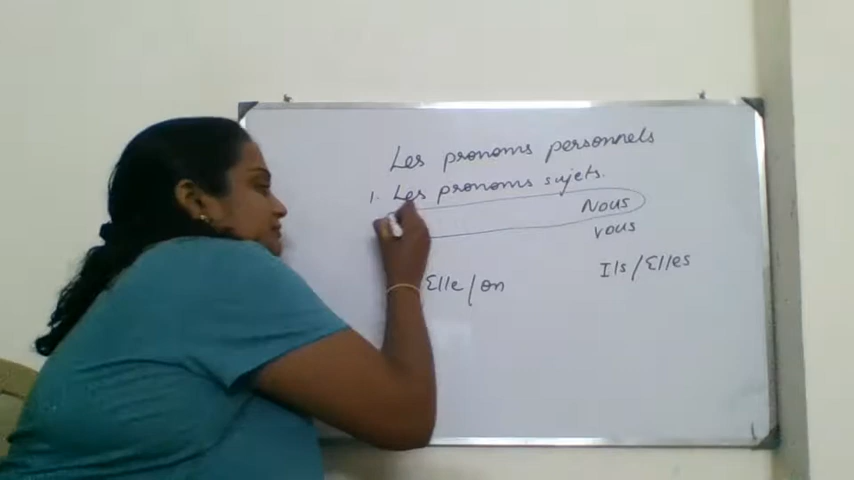 Les pronoms personnels
1. Les pronoms sujets.
Nous
vous
Elle/on Ils/Elles